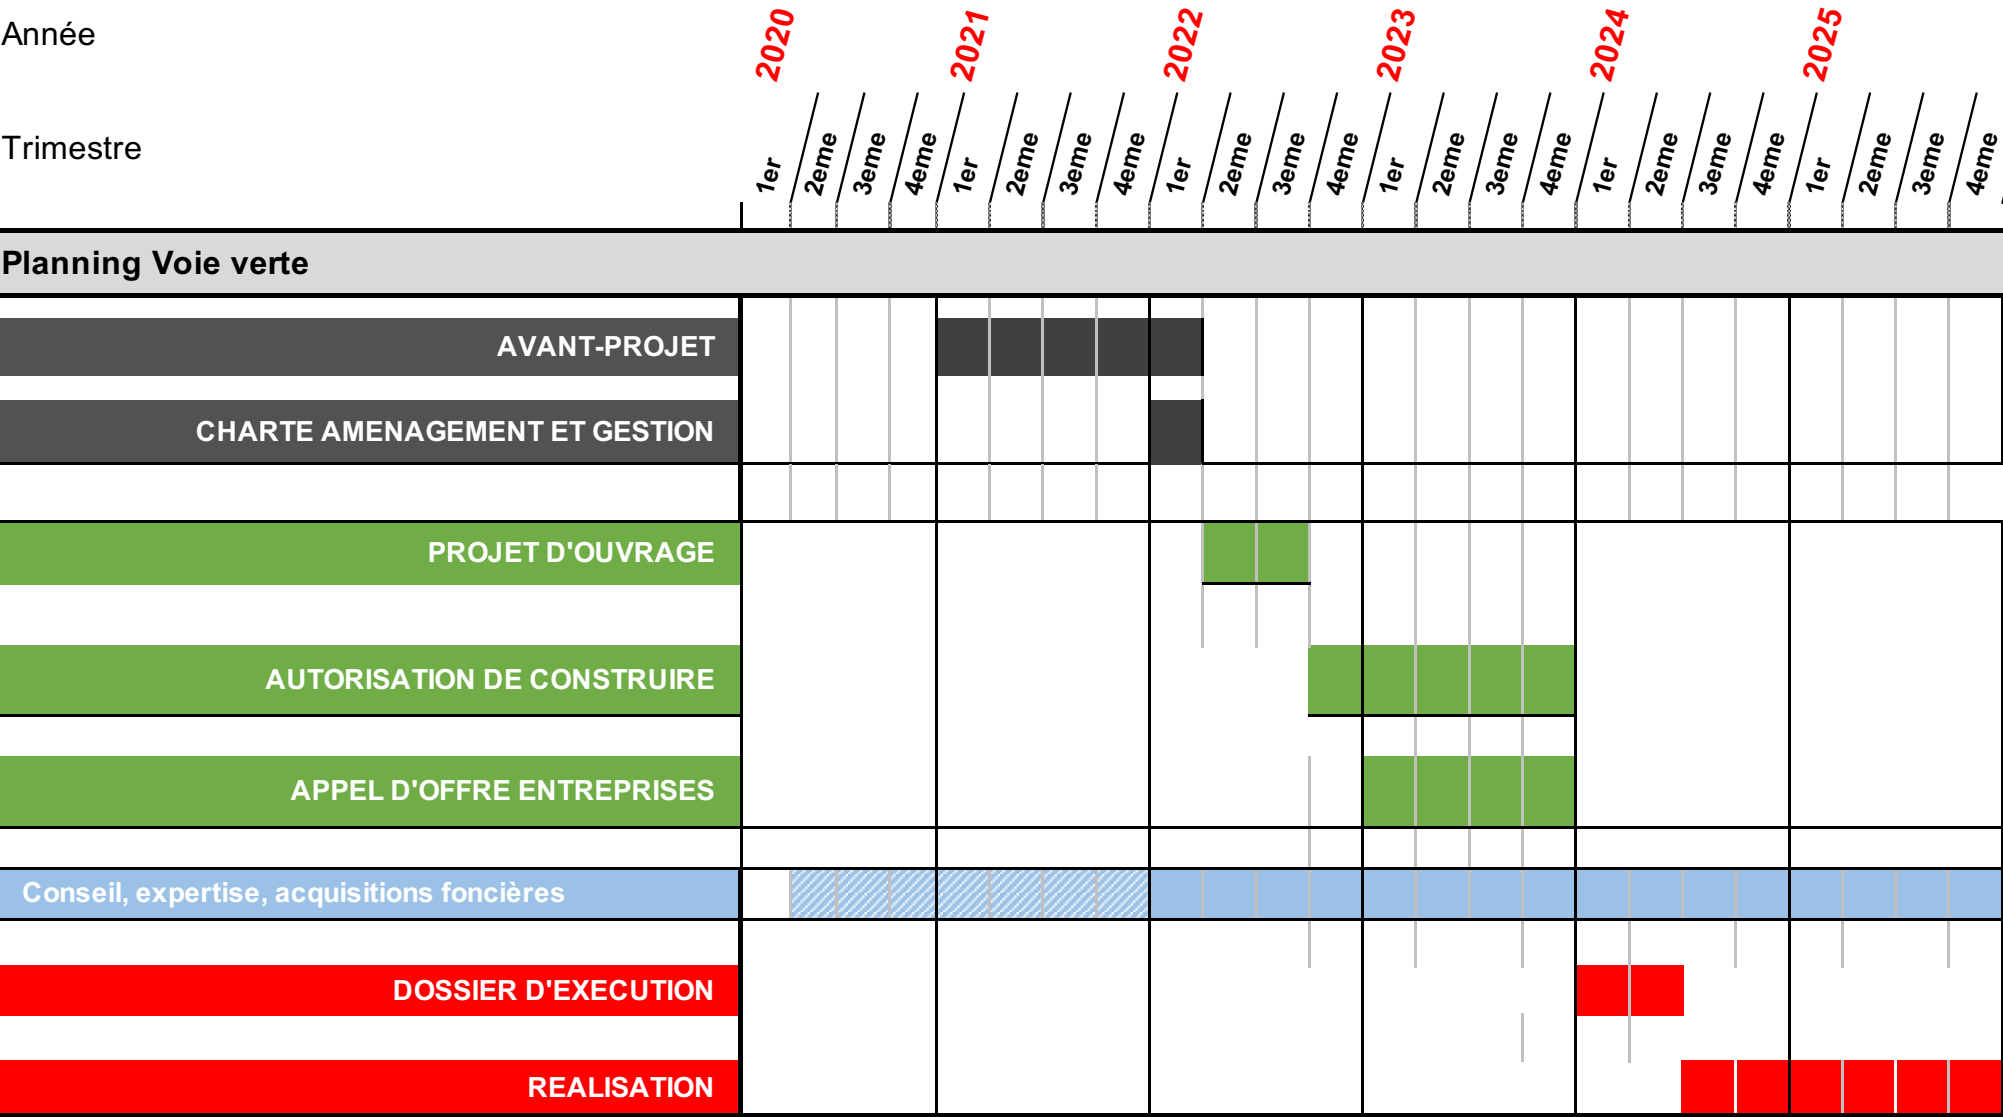 Année
2020 2021 2022 2023 2024 2025
Trimestre
1er 2eme 3eme 4eme 1er 2eme 3eme 4eme 1er 2eme 3eme 4eme 1er 2eme 3eme 4eme 1er 2eme 3eme 4eme 1er 2eme 3eme 4eme
Planning Voie verte
AVANT-PROJET
CHARTE AMENAGEMENT ET GESTION
PROJET D'OUVRAGE
AUTORISATION DE CONSTRUIRE
APPEL D'OFFRE ENTREPRISES
Conseil, expertise, acquisitions foncières
DOSSIER D'EXECUTION
REALISATION